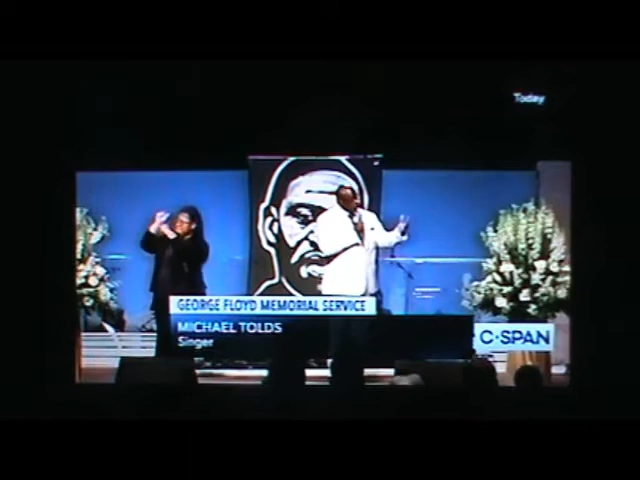 Today
GEORGE FLOYD MEMORIAL SERVICE
MICHAEL TOLDS
Singer
C·SPAN